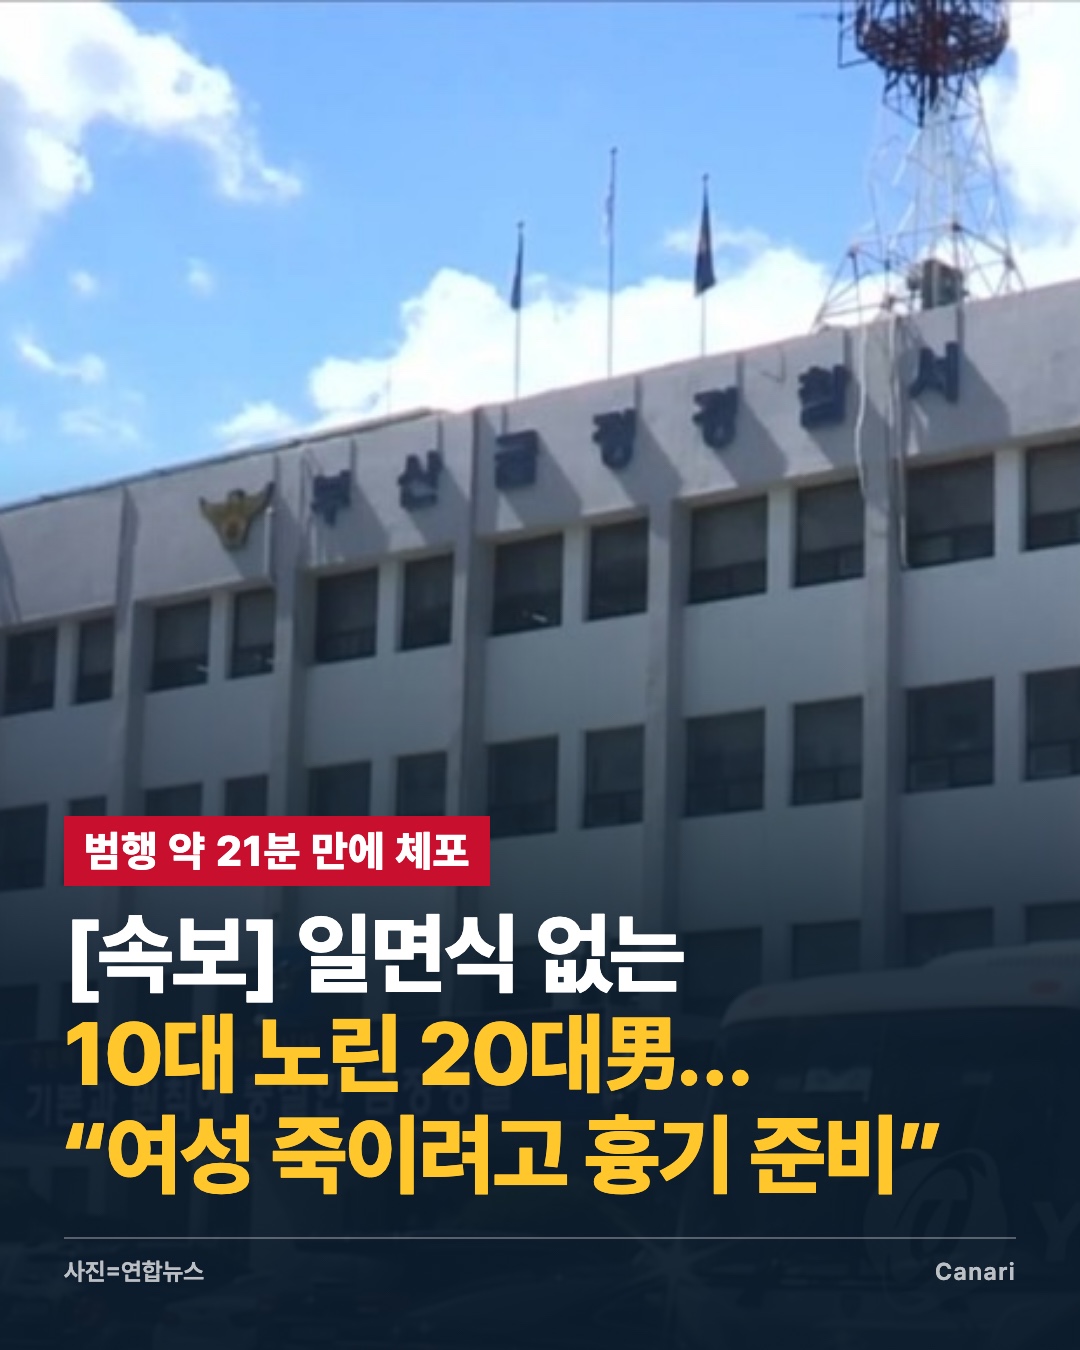 부산금정경찰서
범행 약 21분 만에 체포
[속보] 일면식 없는
10대 노린 20대男...
“여성 죽이려고 흉기 준비”
사진=연합뉴스
Canari